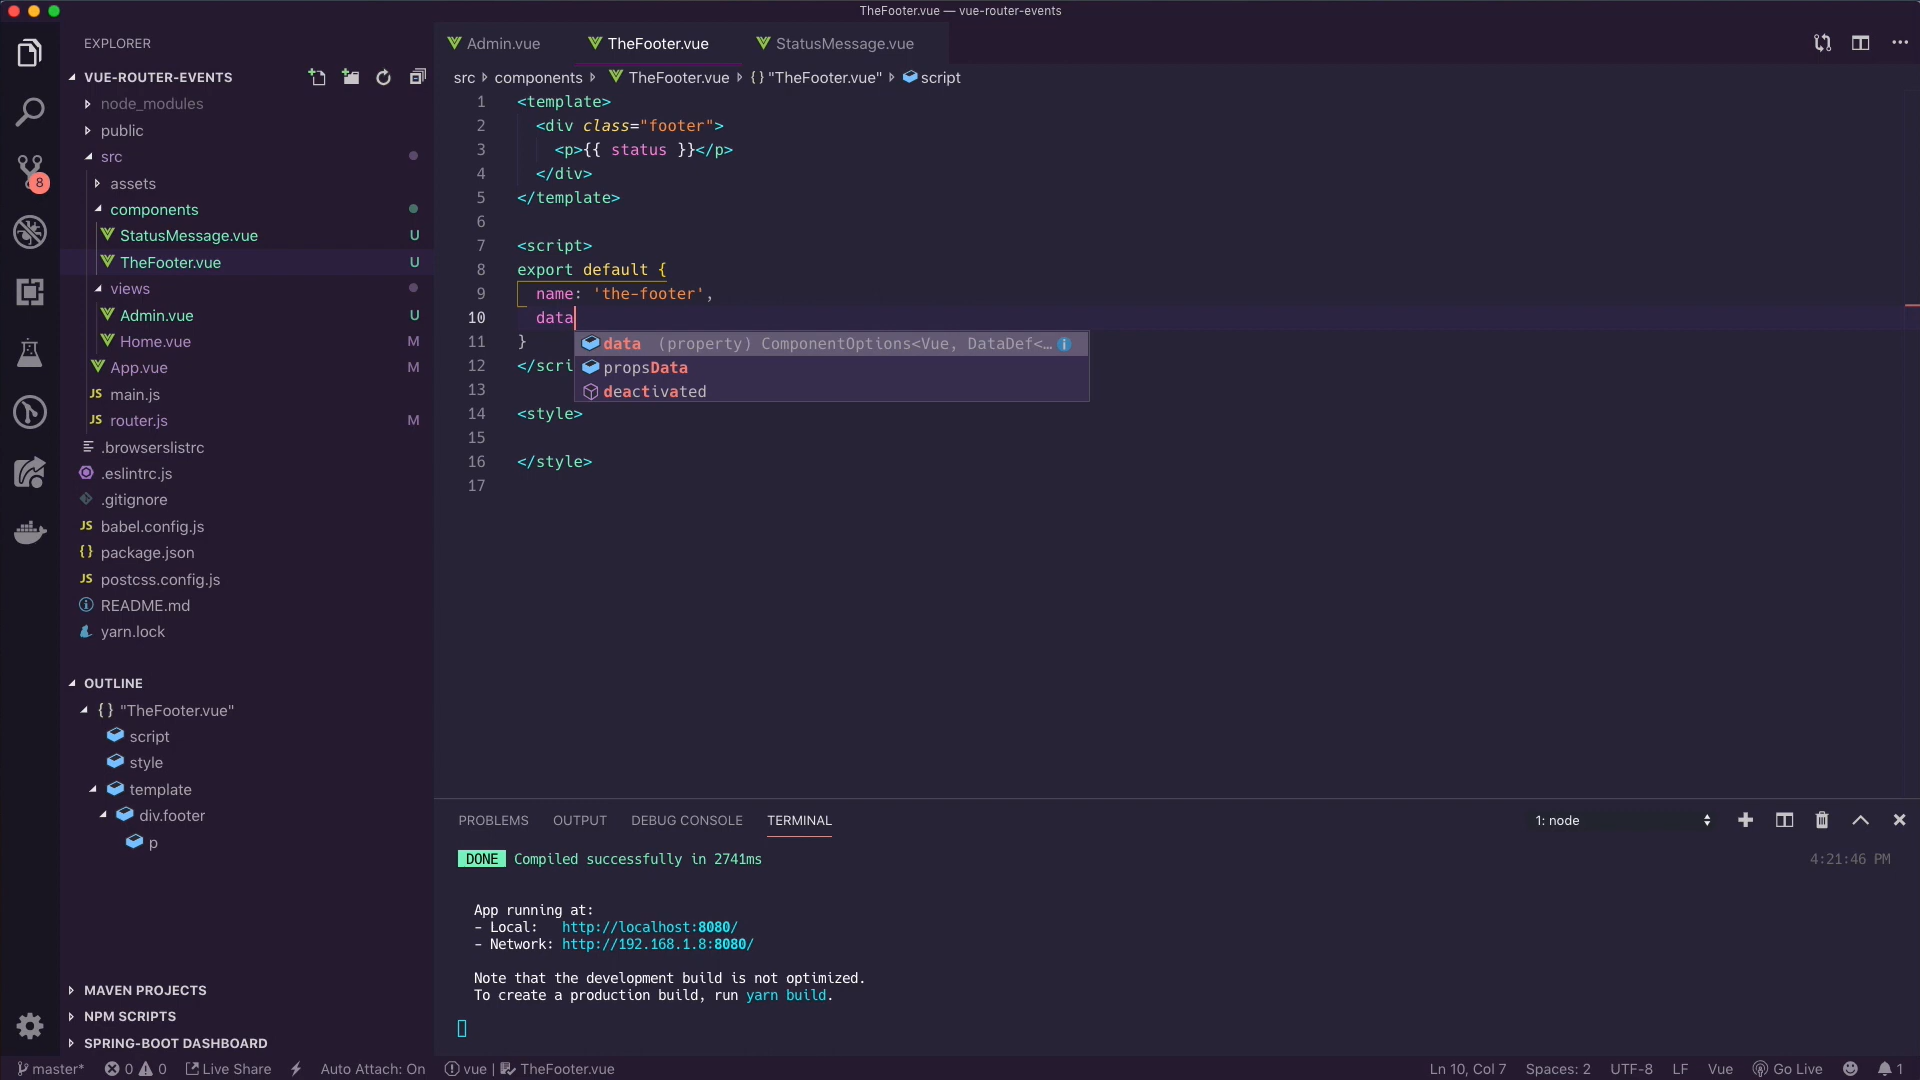 TheFooter.vue — vue-router-events
EXPLORER
VUE-ROUTER-EVENTS
node_modules
public
src
assets
components
StatusMessage.vue U
TheFooter.vue U
views
Admin.vue U
Home.vue M
App.vue M
JS main.js
JS router.js M
.browserslistrc
.eslintrc.js
.gitignore
JS babel.config.js
{} package.json
JS postcss.config.js
README.md
yarn.lock
8
OUTLINE
{} "TheFooter.vue"
script
style
template
div.footer
p
MAVEN PROJECTS
NPM SCRIPTS
SPRING-BOOT DASHBOARD
Admin.vue TheFooter.vue StatusMessage.vue
src components TheFooter.vue {} "TheFooter.vue" script
1 <template>
2 <div class="footer">
3 <p>{{ status }}</p>
4 </div>
5 </template>
6
7 <script>
8 export default {
9 name: 'the-footer',
10 data
11 }
data (property) ComponentOptions<Vue, DataDef<…
12 </scri
propsData
13
deactivated
14 <style>
15
16 </style>
17
PROBLEMS OUTPUT DEBUG CONSOLE TERMINAL 1: node
DONE Compiled successfully in 2741ms 4:21:46 PM
App running at:
- Local: http://localhost:8080/
- Network: http://192.168.1.8:8080/
Note that the development build is not optimized.
To create a production build, run yarn build.
master* 0 0 Live Share Auto Attach: On vue | TheFooter.vue Ln 10, Col 7 Spaces: 2 UTF-8 LF Vue Go Live 1